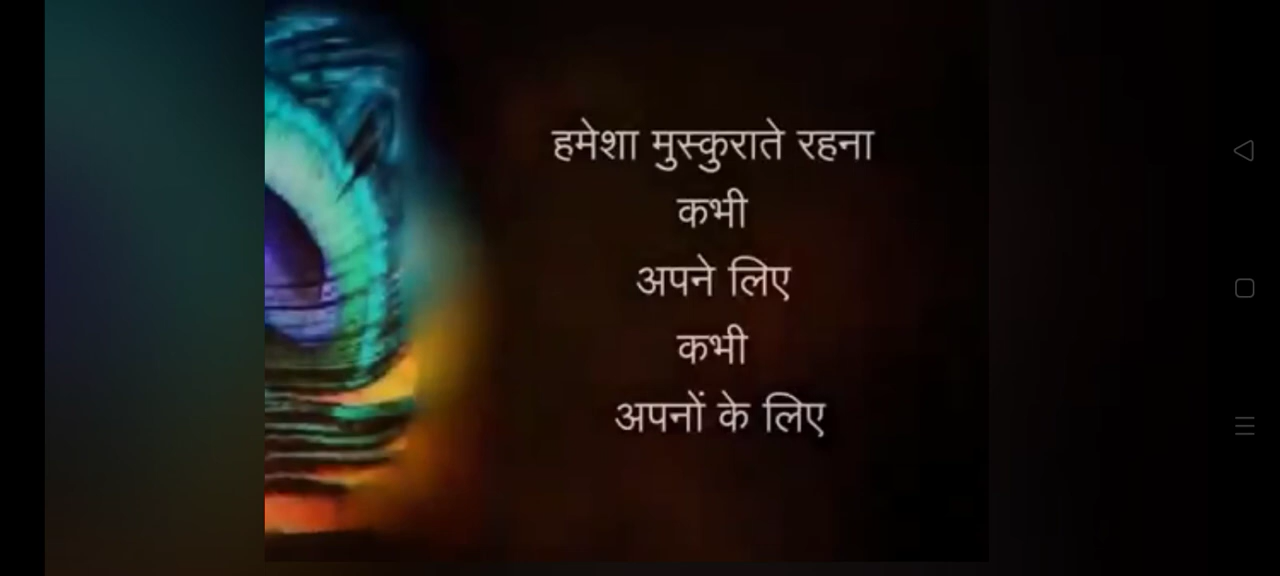 हमेशा मुस्कुराते रहना
कभी
अपने लिए
कभी
अपनों के लिए